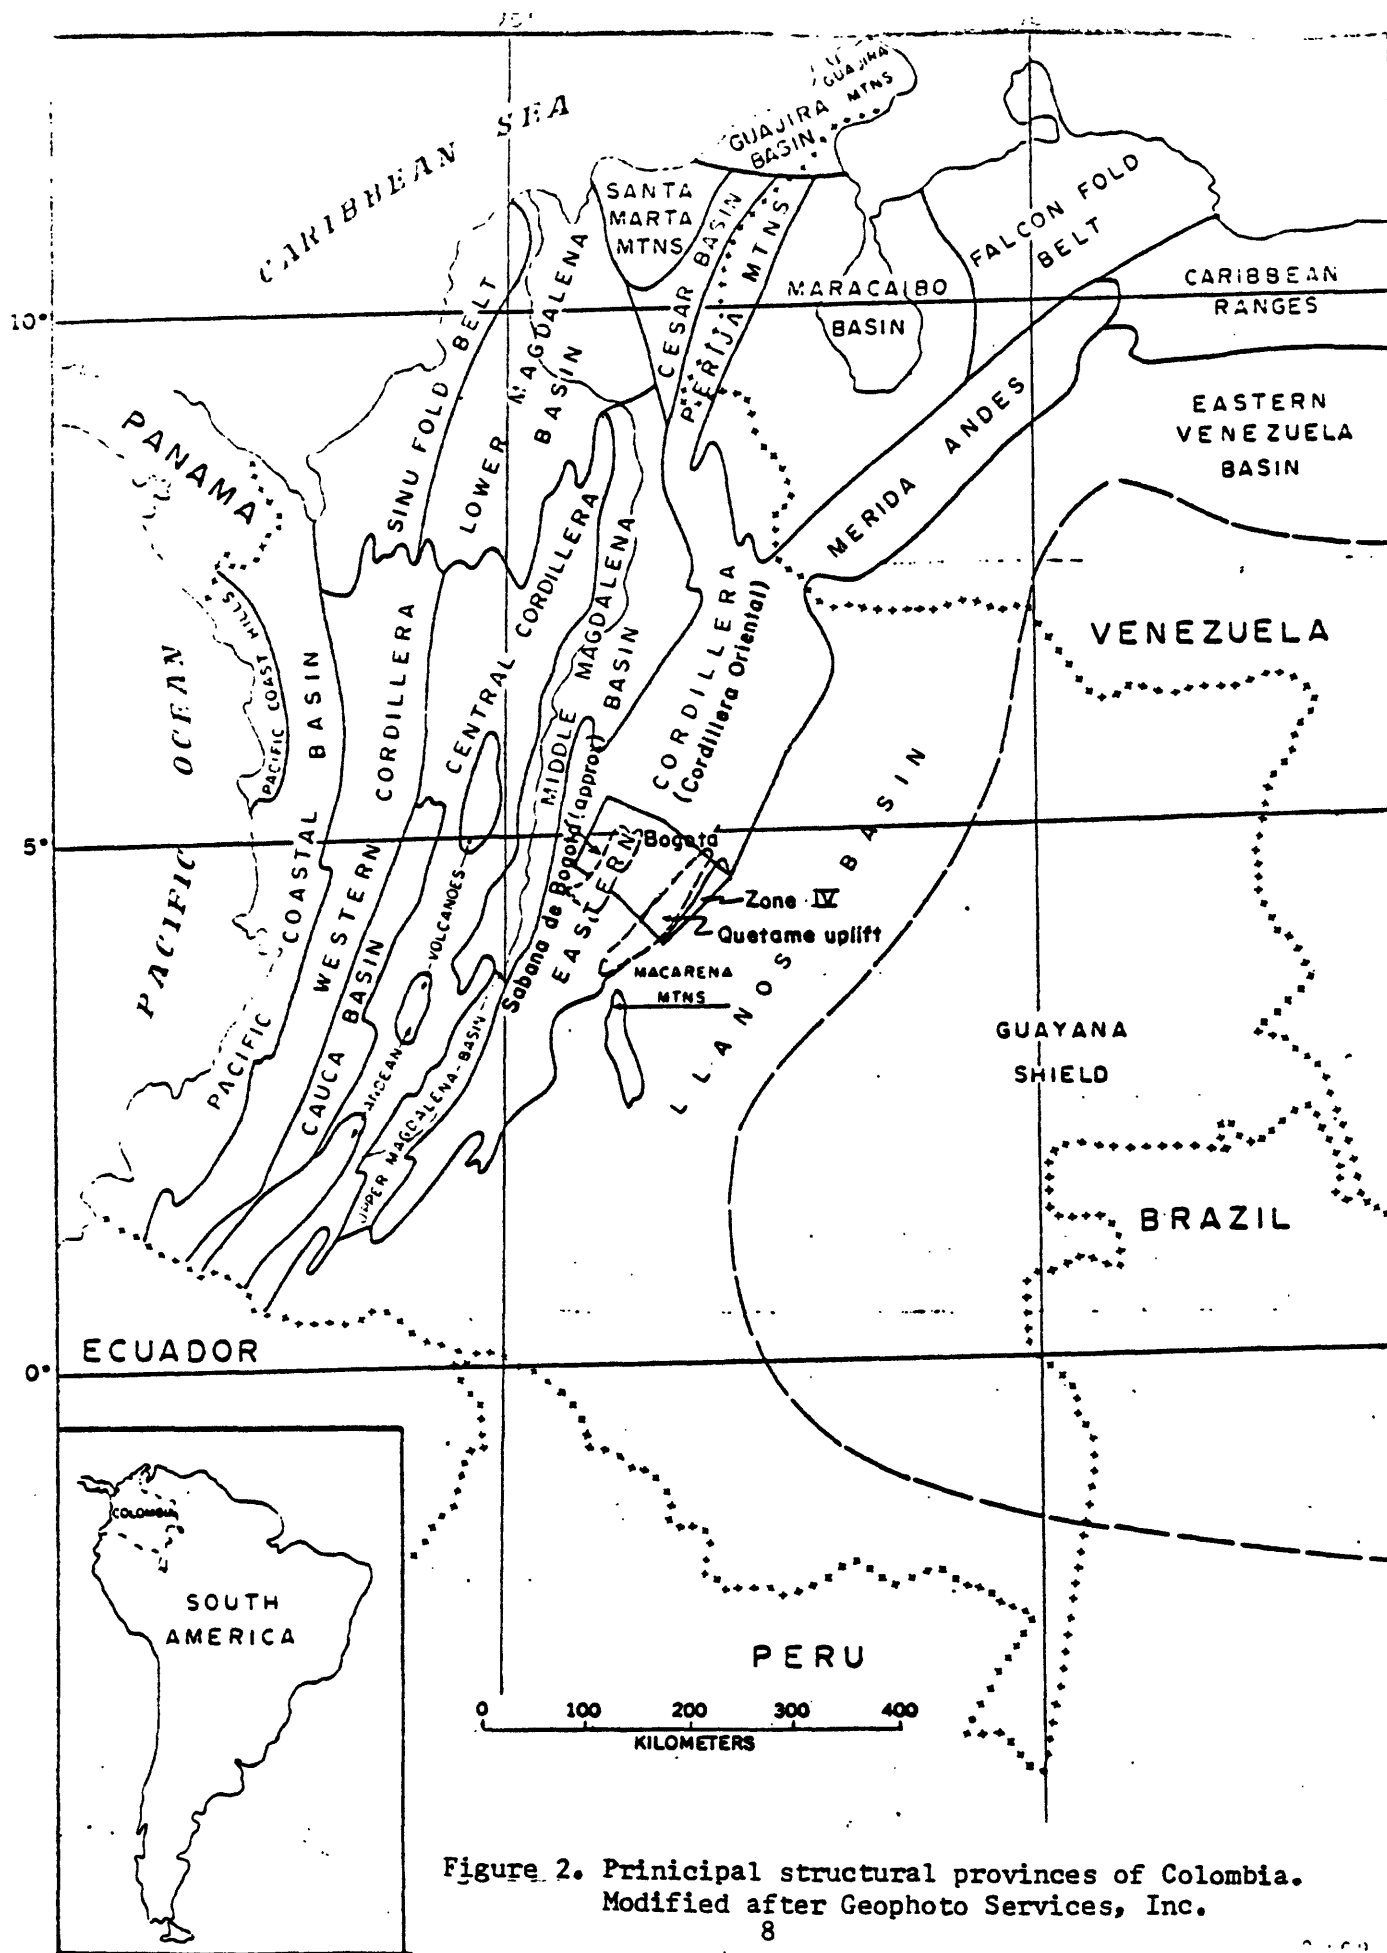 75°
CARIBBEAN SEA
GUAJIRA
MTNS
GUAJIRA
BASIN
SANTA
MARTA
MTNS
CESAR BASIN
PERIJA MTNS
MARACAIBO
BASIN
FALCON FOLD
BELT
CARIBBEAN
RANGES
10°
SINU FOLD BELT
LOWER MAGDALENA
BASIN
PANAMA
MERIDA ANDES
EASTERN
VENEZUELA
BASIN
PACIFIC OCEAN
PACIFIC COAST HILLS
PACIFIC COASTAL BASIN
WESTERN CORDILLERA
CENTRAL CORDILLERA
MIDDLE MAGDALENA
BASIN
EASTERN CORDILLERA
(Cordillera Oriental)
VENEZUELA
5°
Sabana de Bogotá (approx)
Bogotá
Zone IV
Quetame uplift
MACARENA
MTNS
LLANOS BASIN
CAUCA BASIN
VOLCANOES
UPPER MAGDALENA-BASIN
GUAYANA
SHIELD
BRAZIL
ECUADOR
0°
COLOMBIA
SOUTH
AMERICA
PERU
0 100 200 300 400
KILOMETERS
Figure 2. Prinicipal structural provinces of Colombia.
Modified after Geophoto Services, Inc.
8